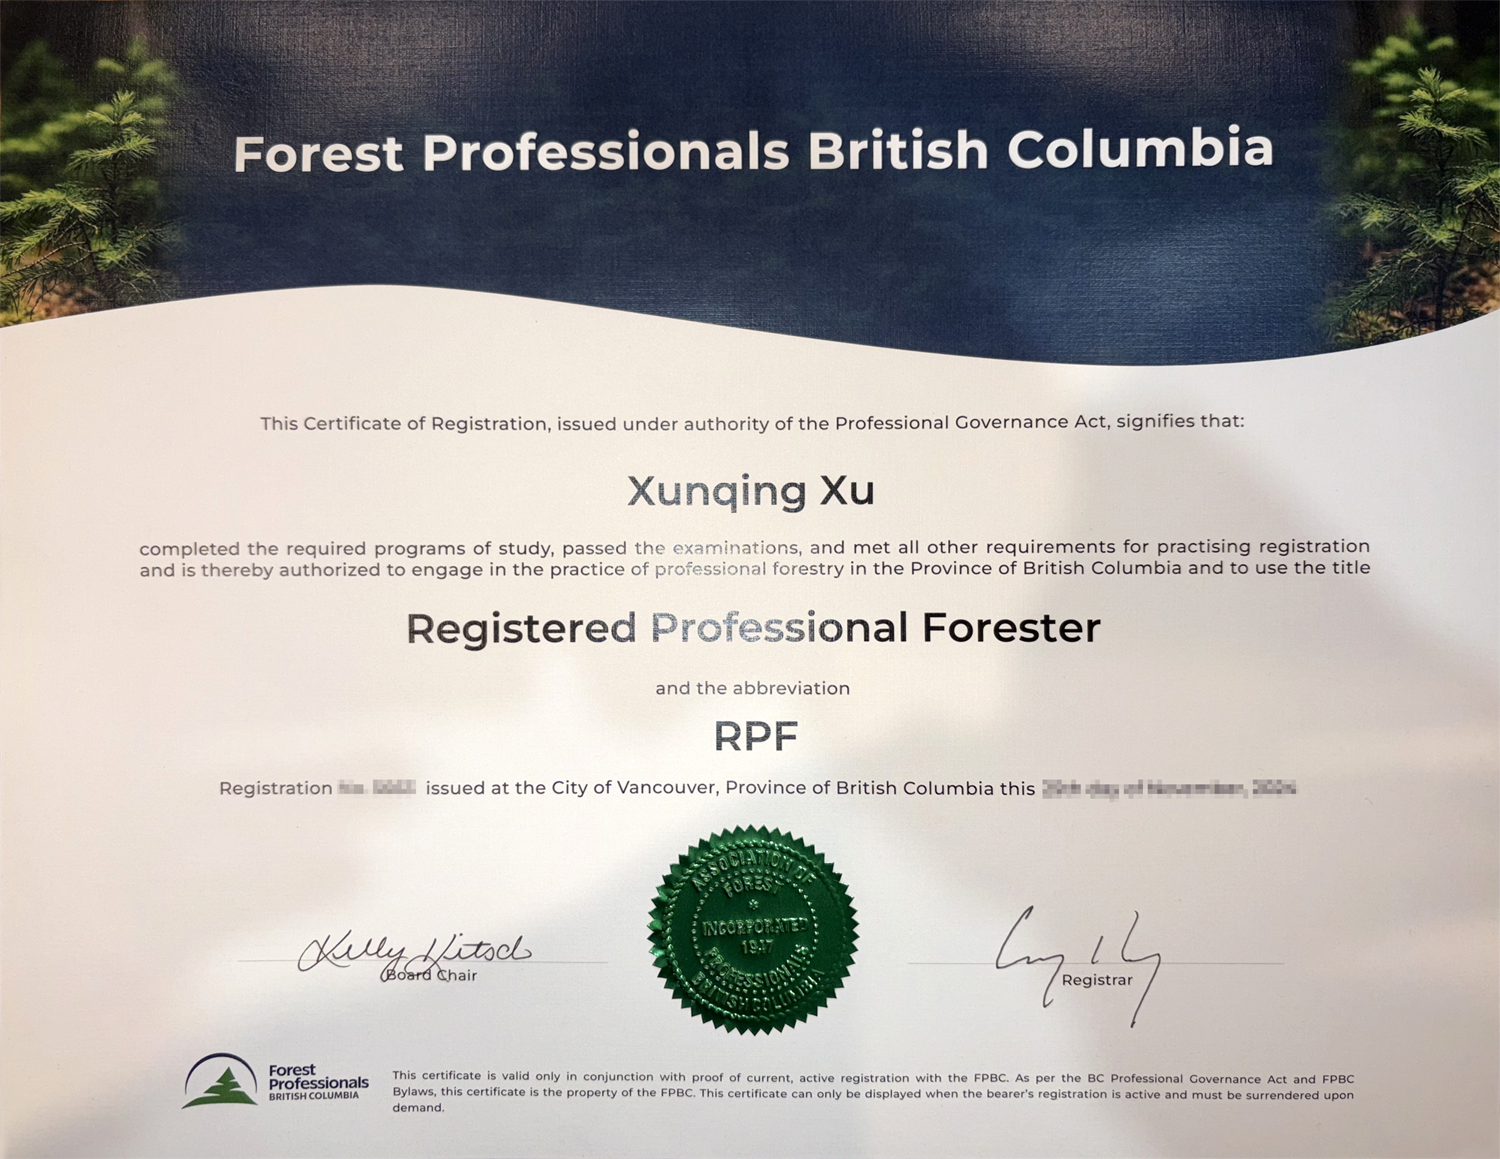 Forest Professionals British Columbia
This Certificate of Registration, issued under authority of the Professional Governance Act, signifies that:
Xunqing Xu
completed the required programs of study, passed the examinations, and met all other requirements for practising registration
and is thereby authorized to engage in the practice of professional forestry in the Province of British Columbia and to use the title
Registered Professional Forester
and the abbreviation
RPF
Registration issued at the City of Vancouver, Province of British Columbia this
ASSOCIATION OF
FOREST
INCORPORATED
1947
PROFESSIONALS
BRITISH COLUMBIA
Kelly Kitsch
Board Chair
Registrar
Forest
Professionals
BRITISH COLUMBIA
This certificate is valid only in conjunction with proof of current, active registration with the FPBC. As per the BC Professional Governance Act and FPBC
Bylaws, this certificate is the property of the FPBC. This certificate can only be displayed when the bearer's registration is active and must be surrendered upon
demand.